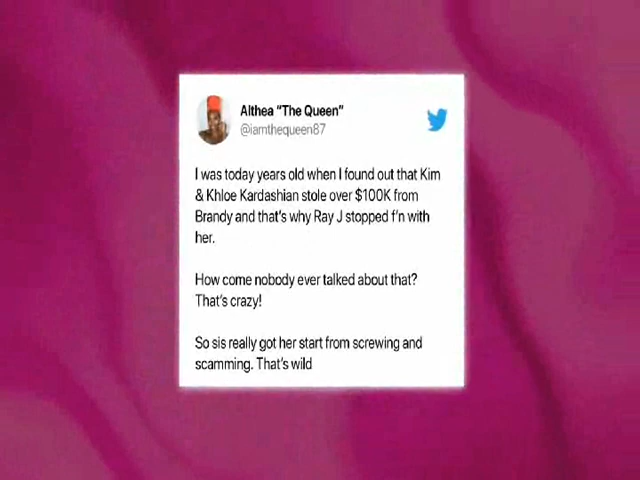 Althea “The Queen”
@iamthequeen87
I was today years old when I found out that Kim
& Khloe Kardashian stole over $100K from
Brandy and that's why Ray J stopped f'n with
her.
How come nobody ever talked about that?
That's crazy!
So sis really got her start from screwing and
scamming. That's wild